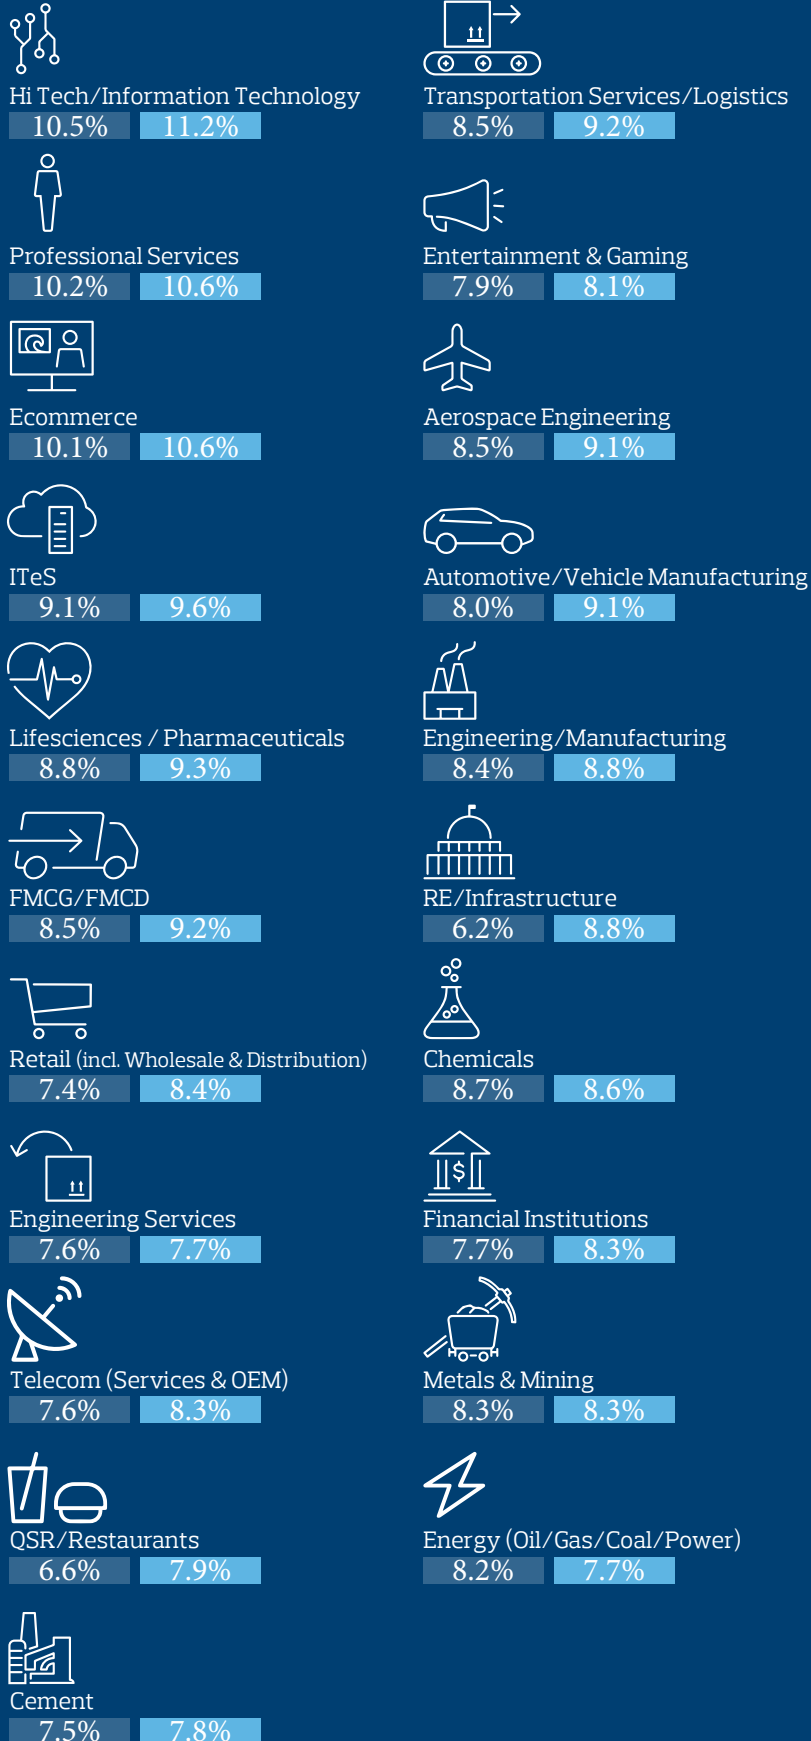 Hi Tech/Information Technology
10.5% 11.2%
Professional Services
10.2% 10.6%
Ecommerce
10.1% 10.6%
ITeS
9.1% 9.6%
Lifesciences / Pharmaceuticals
8.8% 9.3%
FMCG/FMCD
8.5% 9.2%
Retail (incl. Wholesale & Distribution)
7.4% 8.4%
Engineering Services
7.6% 7.7%
Telecom (Services & OEM)
7.6% 8.3%
QSR/Restaurants
6.6% 7.9%
Cement
7.5% 7.8%
Transportation Services/Logistics
8.5% 9.2%
Entertainment & Gaming
7.9% 8.1%
Aerospace Engineering
8.5% 9.1%
Automotive/Vehicle Manufacturing
8.0% 9.1%
Engineering/Manufacturing
8.4% 8.8%
RE/Infrastructure
6.2% 8.8%
Chemicals
8.7% 8.6%
$
Financial Institutions
7.7% 8.3%
Metals & Mining
8.3% 8.3%
Energy (Oil/Gas/Coal/Power)
8.2% 7.7%